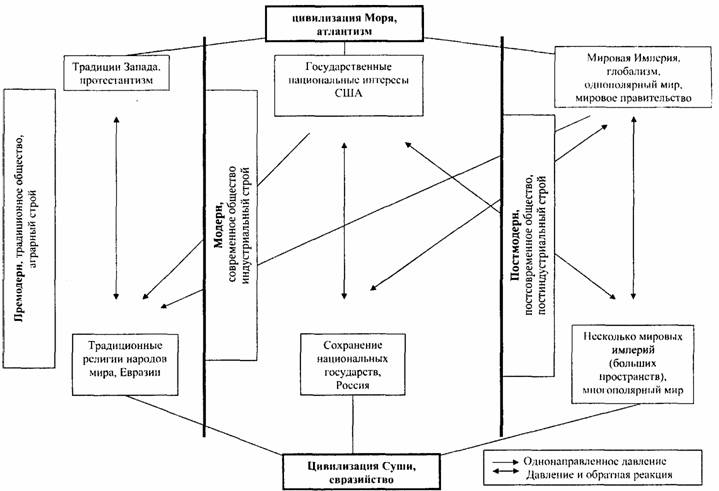 цивилизация Моря,
атлантизм
Традиции Запада,
протестантизм
Государственные
национальные интересы
США
Мировая Империя,
глобализм,
однополярный мир,
мировое правительство
Премодерн, традиционное общество,
аграрный строй
Модерн,
современное общество
индустриальный строй
Постмодерн,
постсовременное общество,
постиндустриальный строй
Традиционные
религии народов
мира, Евразии
Сохранение
национальных
государств,
Россия
Несколько мировых
империй
(больших
пространств),
многополярный мир
Цивилизация Суши,
евразийство
Однонаправленное давление
Давление и обратная реакция